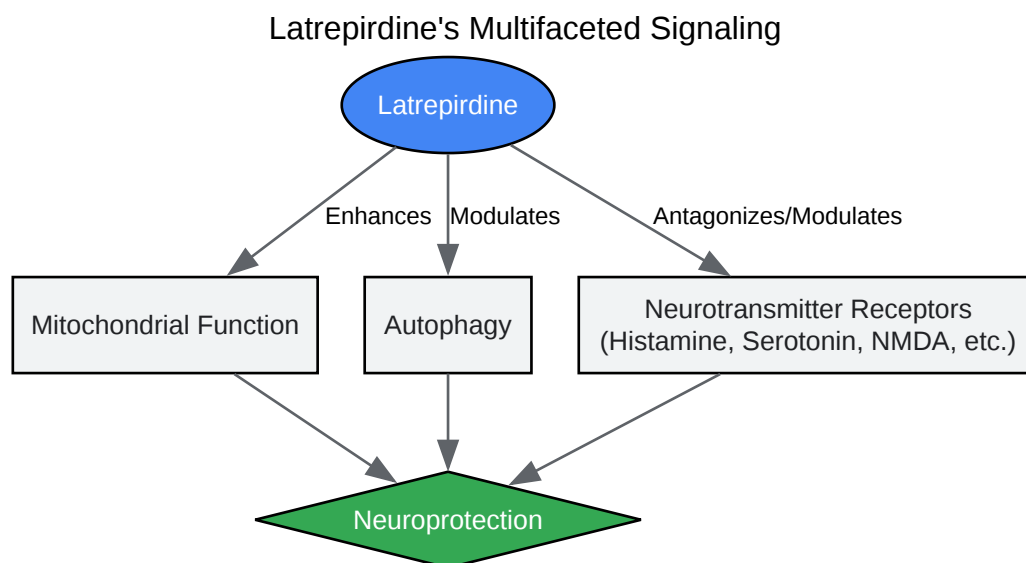 Latrepirdine's Multifaceted Signaling
Latrepirdine
Enhances
Modulates
Antagonizes/Modulates
Mitochondrial Function
Autophagy
Neurotransmitter Receptors
(Histamine, Serotonin, NMDA, etc.)
Neuroprotection